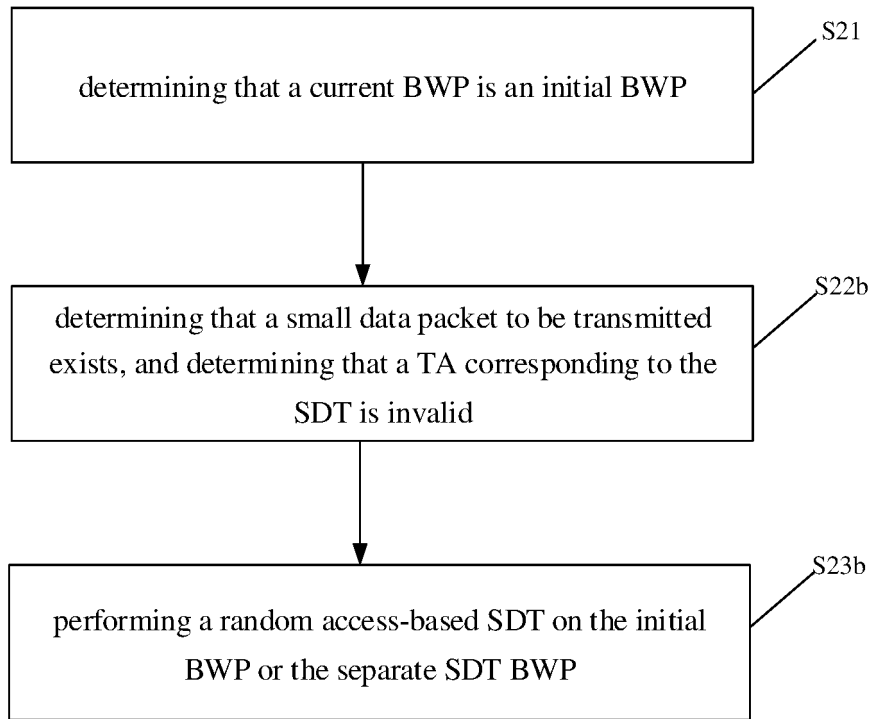 S21
determining that a current BWP is an initial BWP
S22b
determining that a small data packet to be transmitted
exists, and determining that a TA corresponding to the
SDT is invalid
S23b
performing a random access-based SDT on the initial
BWP or the separate SDT BWP